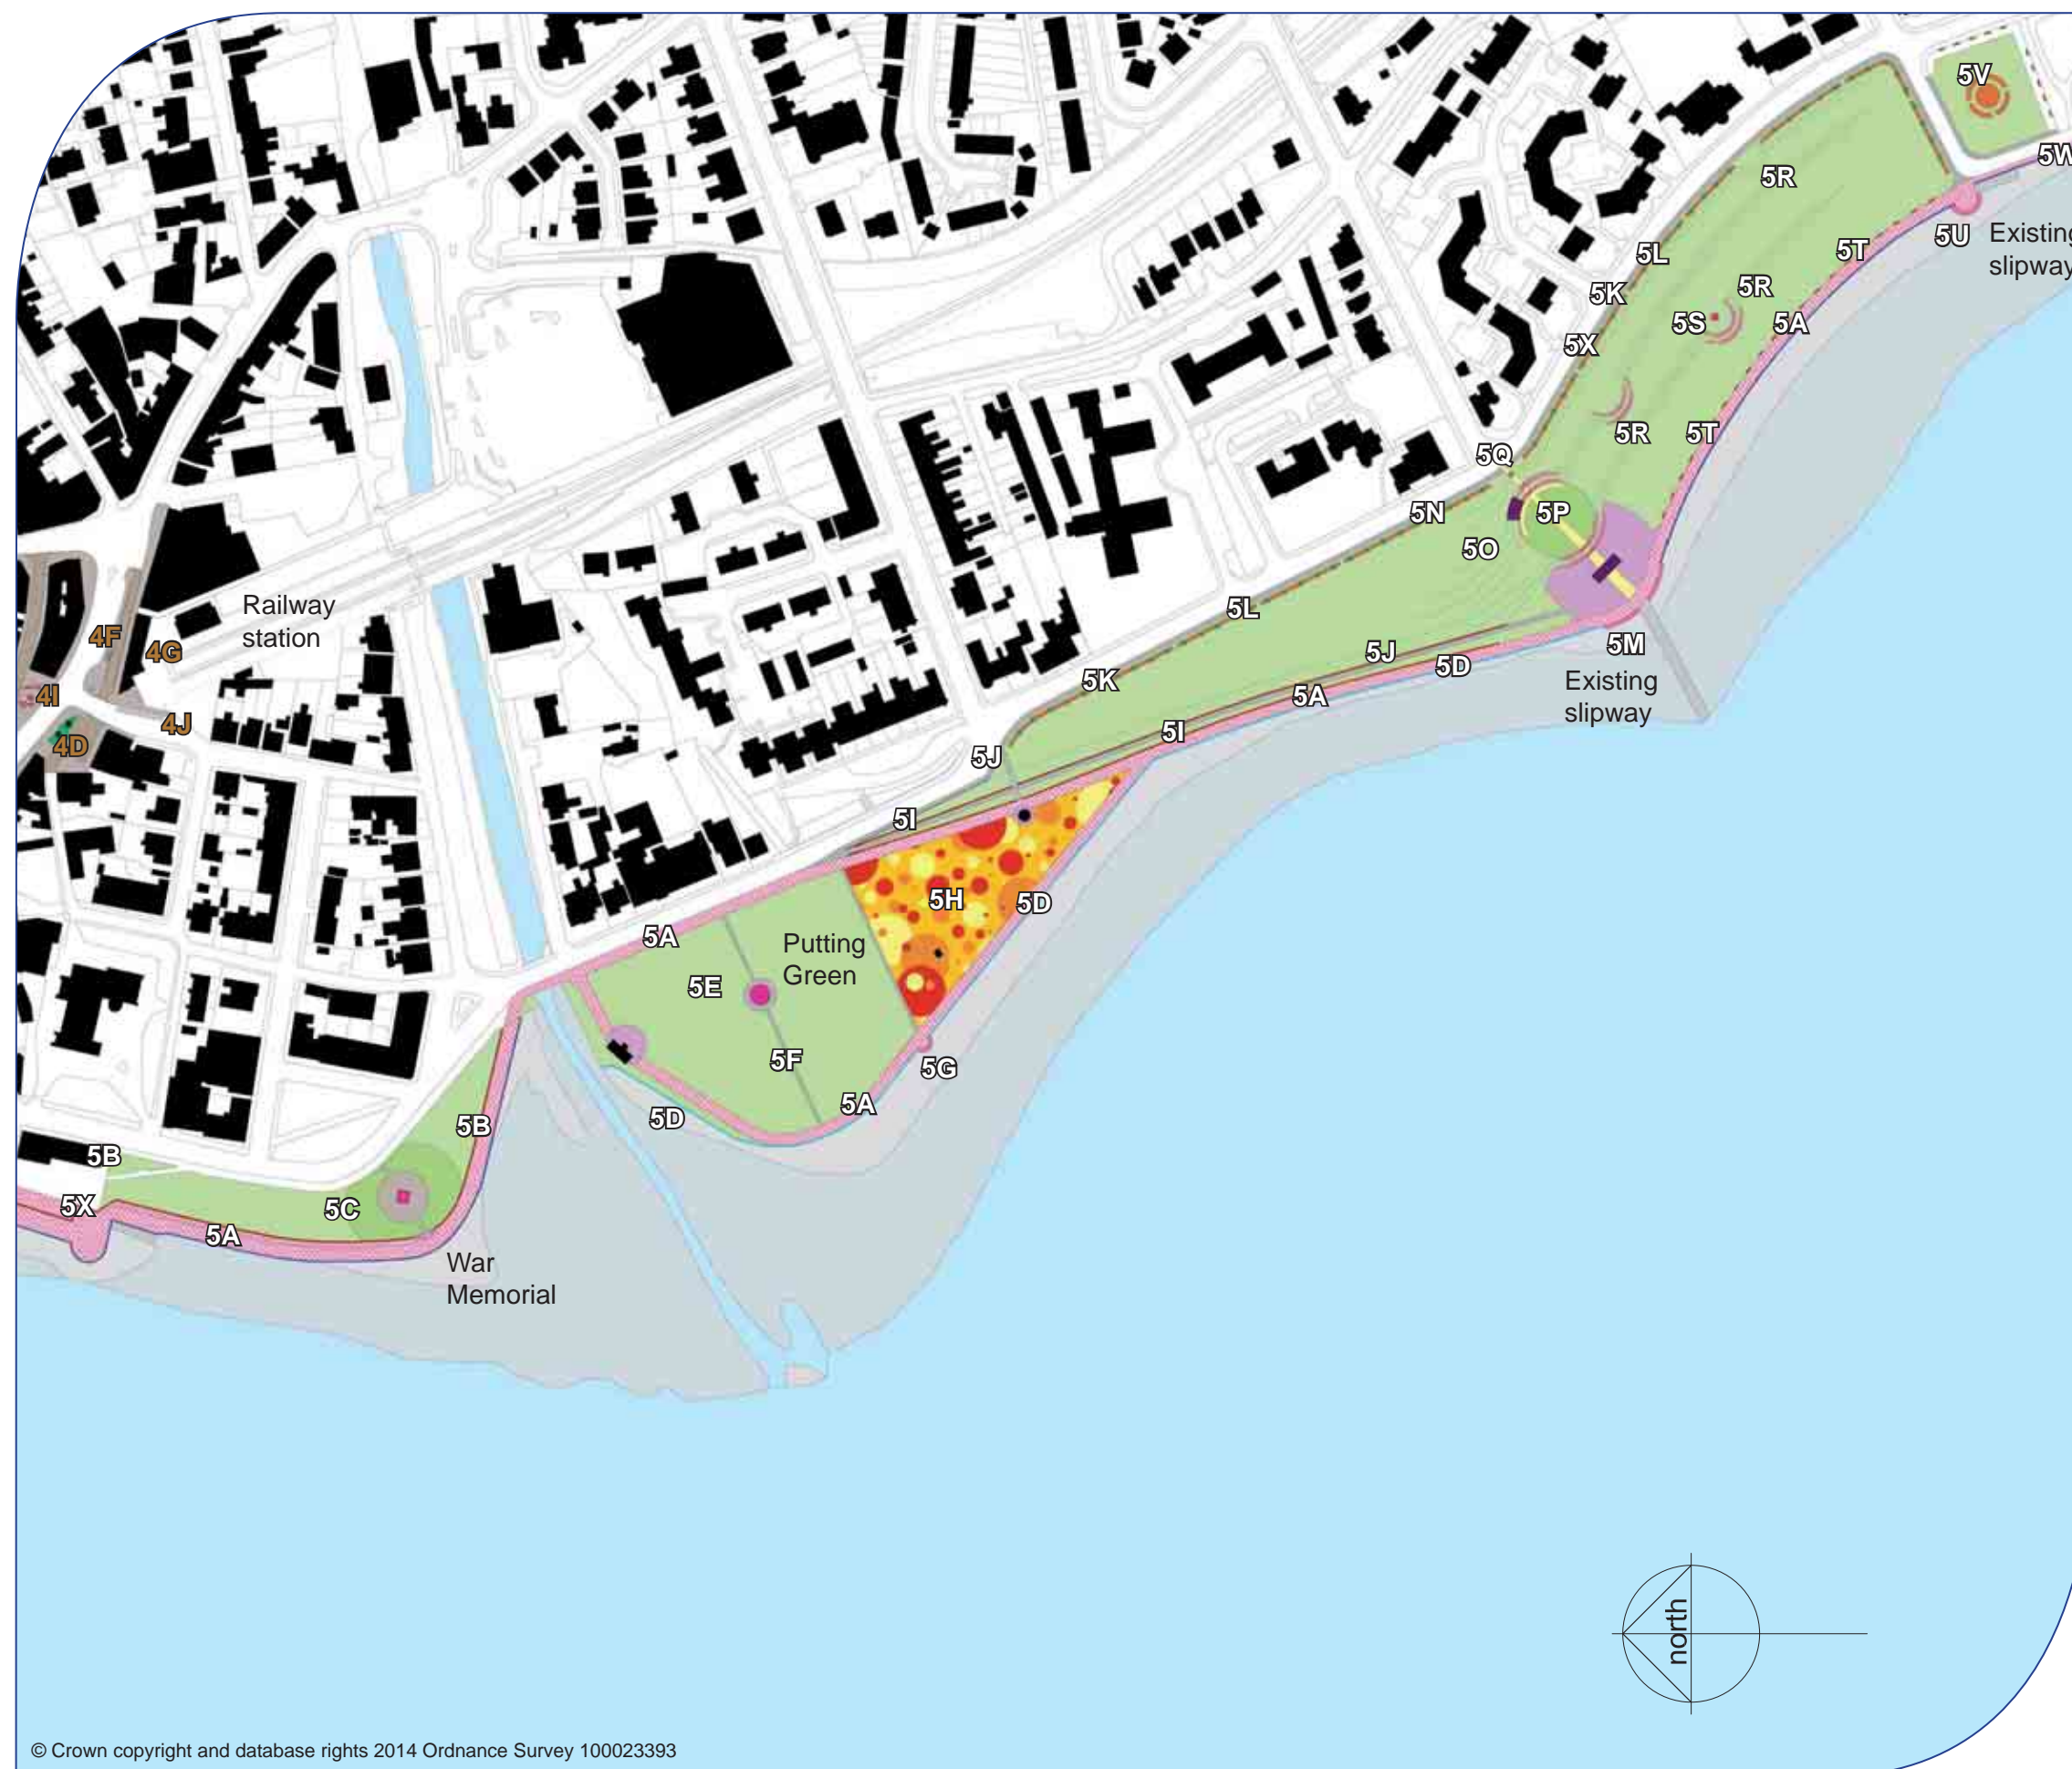 5V
5W
5R
5U
Existing
slipway
5L
5T
5K
5R
5S
5A
5X
5R
5T
5Q
5N
5P
5O
Railway
station
5L
4F
4G
5J
5M
5D
Existing
slipway
5K
4I
5A
4J
5I
4D
5J
5I
5H
5D
5A
Putting
Green
5E
5F
5G
5A
5D
5B
5B
5X
5C
5A
War
Memorial
north
© Crown copyright and database rights 2014 Ordnance Survey 100023393